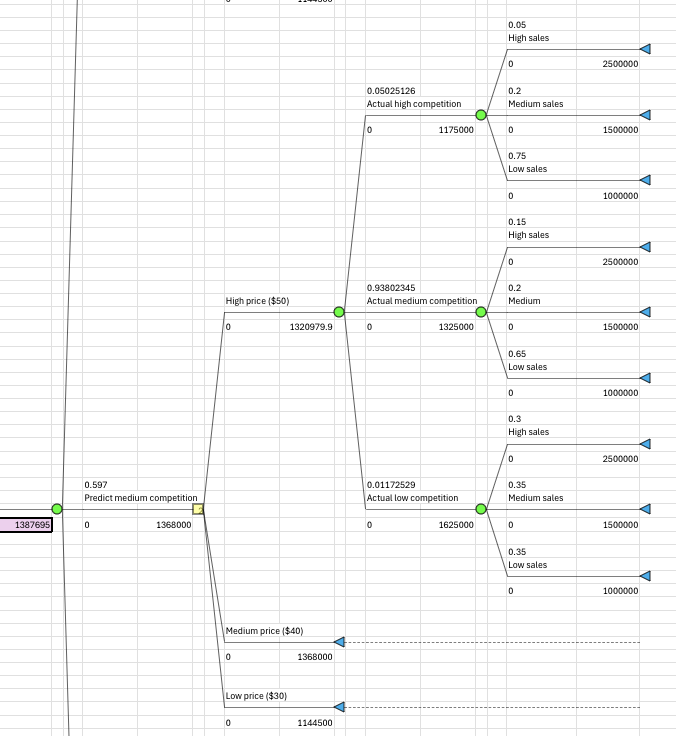 0.05
High sales
0 2500000
0.05025126
Actual high competition
0 1175000
0.2
Medium sales
0 1500000
0.75
Low sales
0 1000000
0.15
High sales
0 2500000
High price ($50)
0 1320979.9
0.93802345
Actual medium competition
0 1325000
0.2
Medium
0 1500000
0.65
Low sales
0 1000000
0.3
High sales
0 2500000
0.597
Predict medium competition
1387695
0 1368000
0.01172529
Actual low competition
0 1625000
0.35
Medium sales
0 1500000
0.35
Low sales
0 1000000
Medium price ($40)
0 1368000
Low price ($30)
0 1144500